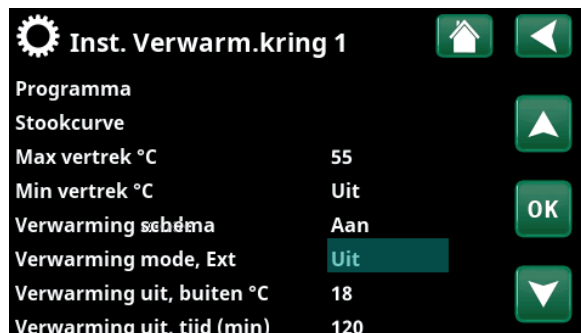 Inst. Verwarm.kring 1
Programma
Stookcurve
Max vertrek °C 55
Min vertrek °C Uit
Verwarming Aan
Verwarming mode, Ext Uit
OK
Verwarming uit, buiten °C 18
Verwarming uit, tijd (min) 120